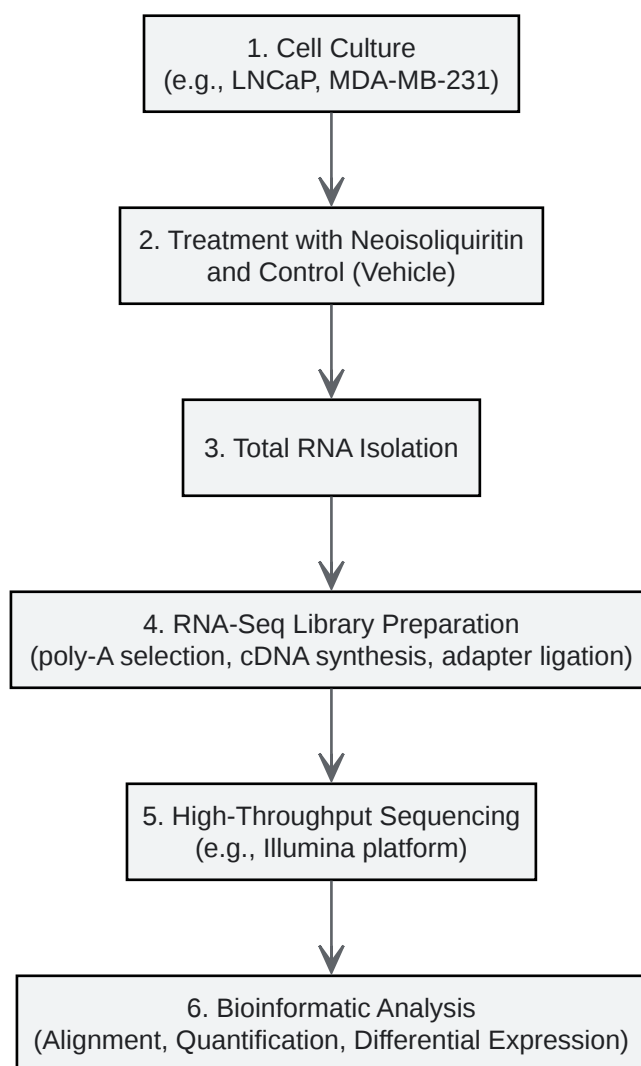 1. Cell Culture
(e.g., LNCaP, MDA-MB-231)
2. Treatment with Neoisoliquiritin
and Control (Vehicle)
3. Total RNA Isolation
4. RNA-Seq Library Preparation
(poly-A selection, cDNA synthesis, adapter ligation)
5. High-Throughput Sequencing
(e.g., Illumina platform)
6. Bioinformatic Analysis
(Alignment, Quantification, Differential Expression)